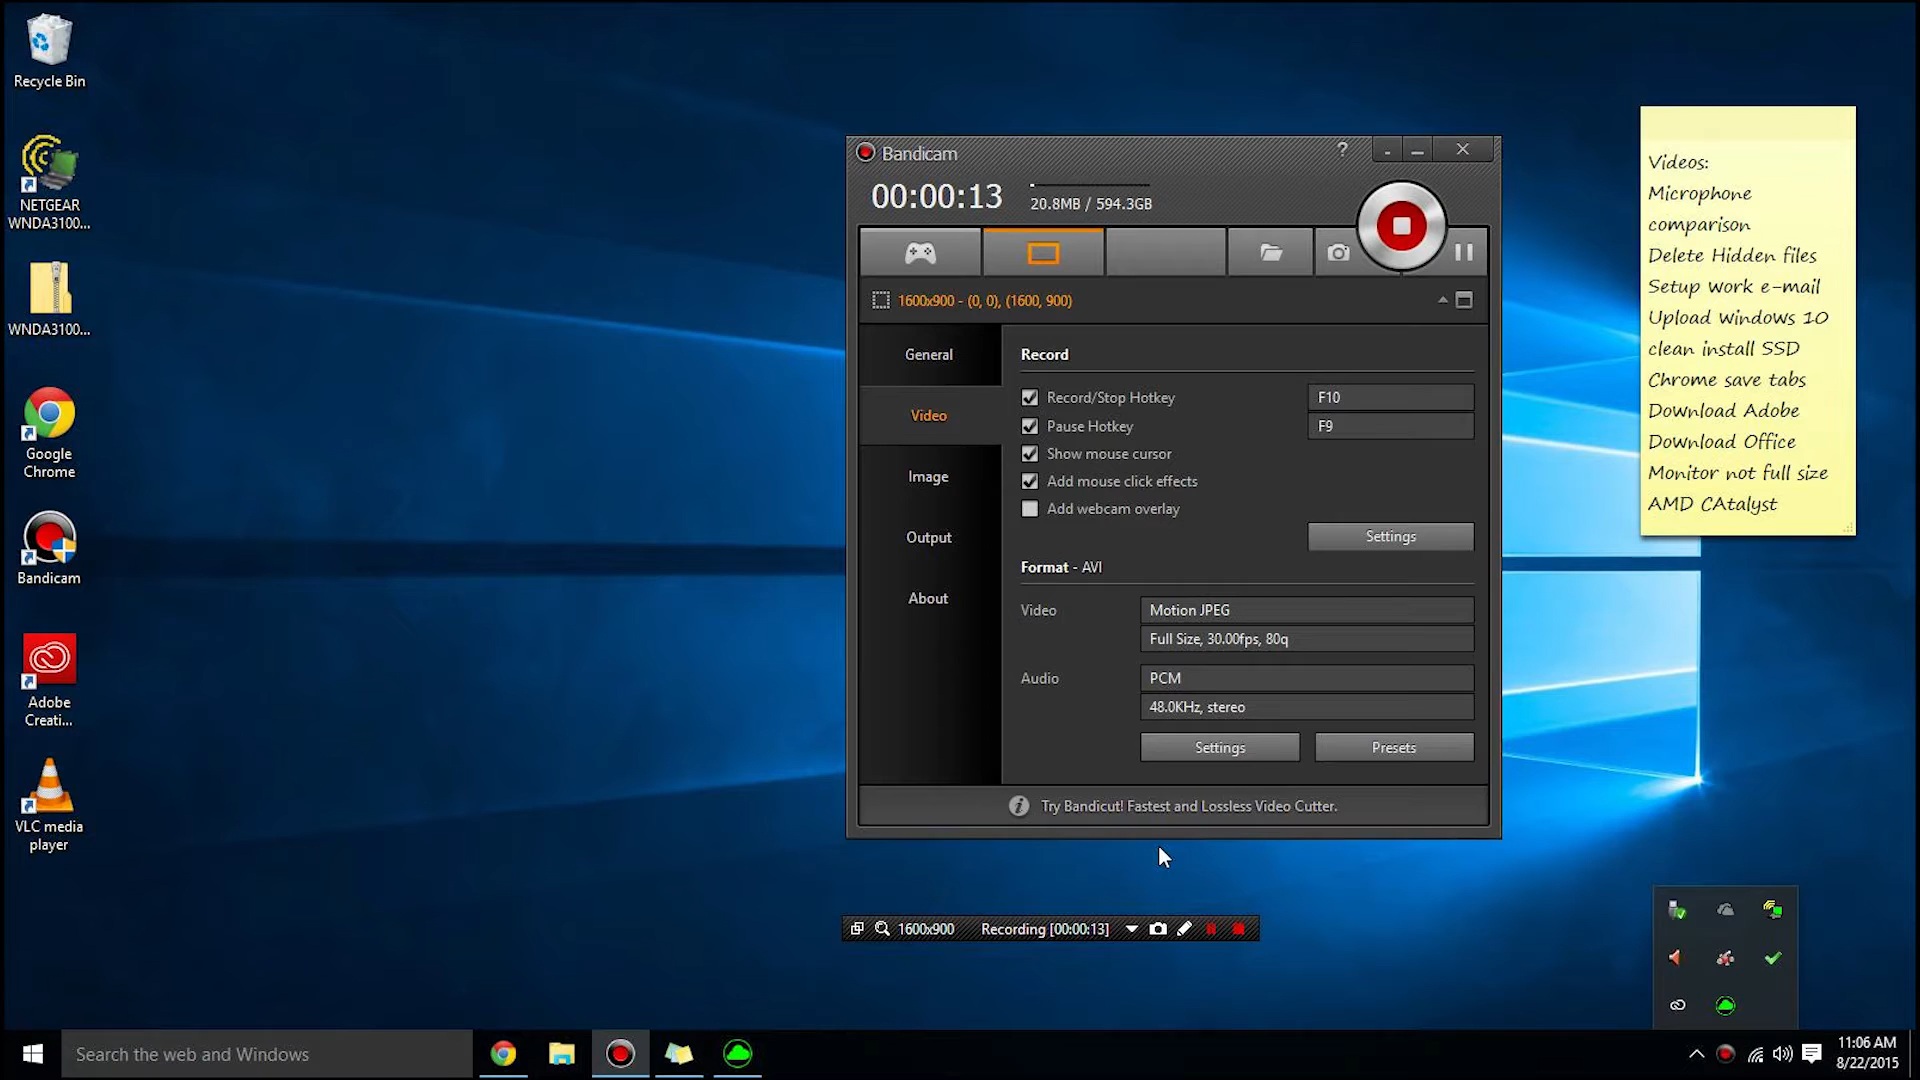 Recycle Bin
NETGEAR
WNDA3100...
WNDA3100...
Google
Chrome
Bandicam
Adobe
Creati...
VLC media
player
Bandicam
?
00:00:13
20.8MB / 594.3GB
1600x900 - (0, 0), (1600, 900)
General
Video
Image
Output
About
Record
Record/Stop Hotkey
F10
Pause Hotkey
F9
Show mouse cursor
Add mouse click effects
Add webcam overlay
Settings
Format - AVI
Video
Motion JPEG
Full Size, 30.00fps, 80q
Audio
PCM
48.0KHz, stereo
Settings
Presets
Try Bandicut! Fastest and Lossless Video Cutter.
1600x900
Recording [00:00:13]
Videos:
Microphone
comparison
Delete Hidden files
Setup work e-mail
Upload windows 10
clean install SSD
Chrome save tabs
Download Adobe
Download Office
Monitor not full size
AMD CAtalyst
Search the web and Windows
11:06 AM
8/22/2015